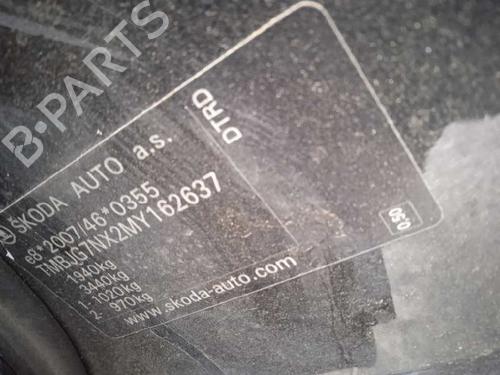 B-PARTS
ŠKODA AUTO a.s.
e8*2007/46*0355
TMBJG7NX2MY162637
DTRD
1940kg
3440kg
1- 1020kg
2- 970kg
www.skoda-auto.com
0.50